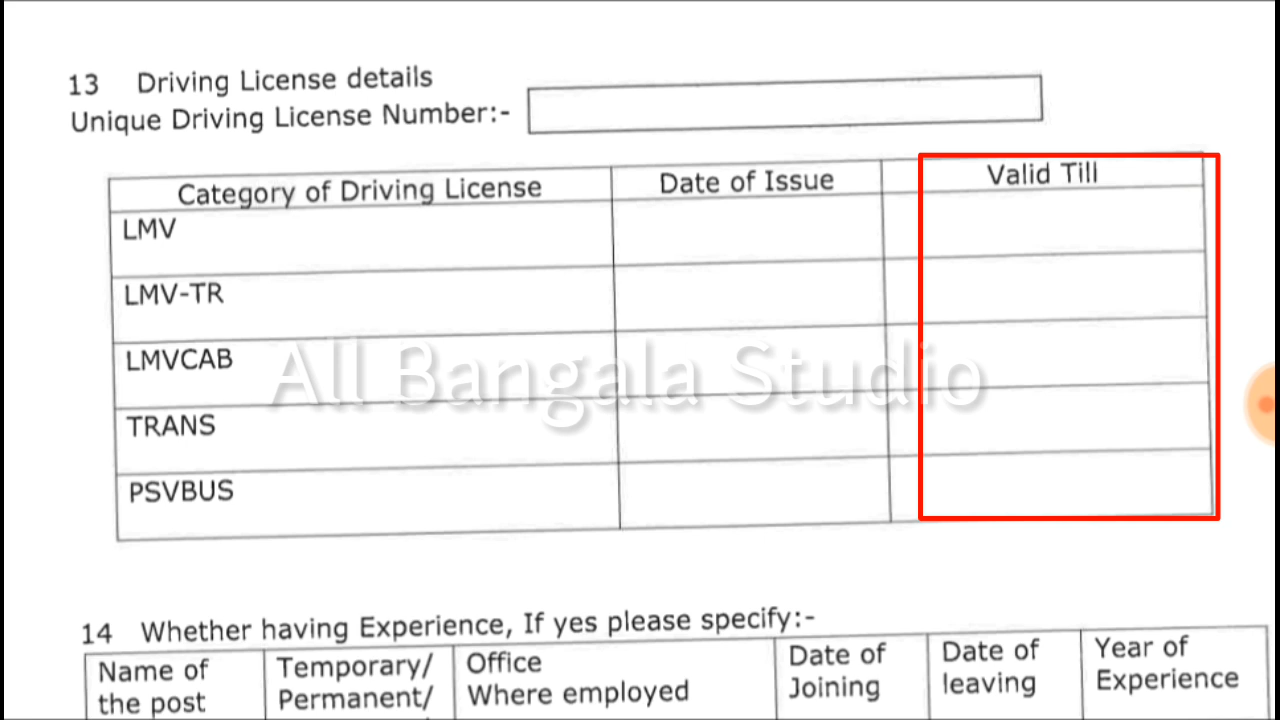 13 Driving License details
Unique Driving License Number:-
Category of Driving License Date of Issue Valid Till
LMV
LMV-TR
LMVCAB
All Bangala Studio
TRANS
PSVBUS
14 Whether having Experience, If yes please specify:-
Name of the post Temporary/ Permanent/ Office Where employed Date of Joining Date of leaving Year of Experience